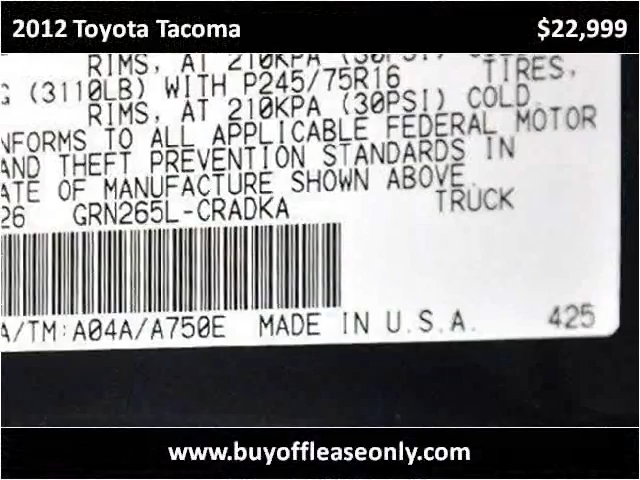 2012 Toyota Tacoma $22,999
RIMS, AT 210KPA (30PSI)
TIRES,
G (3110LB) WITH P245/75R16
RIMS, AT 210KPA (30PSI) COLD
NFORMS TO ALL APPLICABLE FEDERAL MOTOR
AND THEFT PREVENTION STANDARDS IN
ATE OF MANUFACTURE SHOWN ABOVE.
26 GRN265L-CRADKA TRUCK
A/TM:A04A/A750E MADE IN U.S.A. 425
www.buyoffleaseonly.com